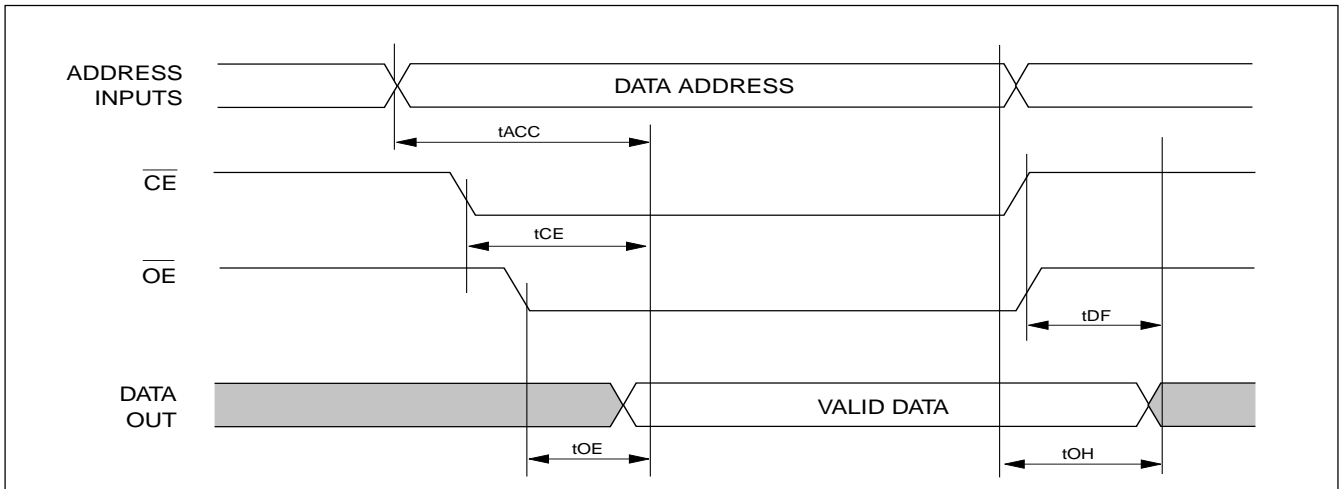 ADDRESS
INPUTS
DATA ADDRESS
tACC
CE
tCE
OE
tDF
DATA
OUT
VALID DATA
tOE
tOH